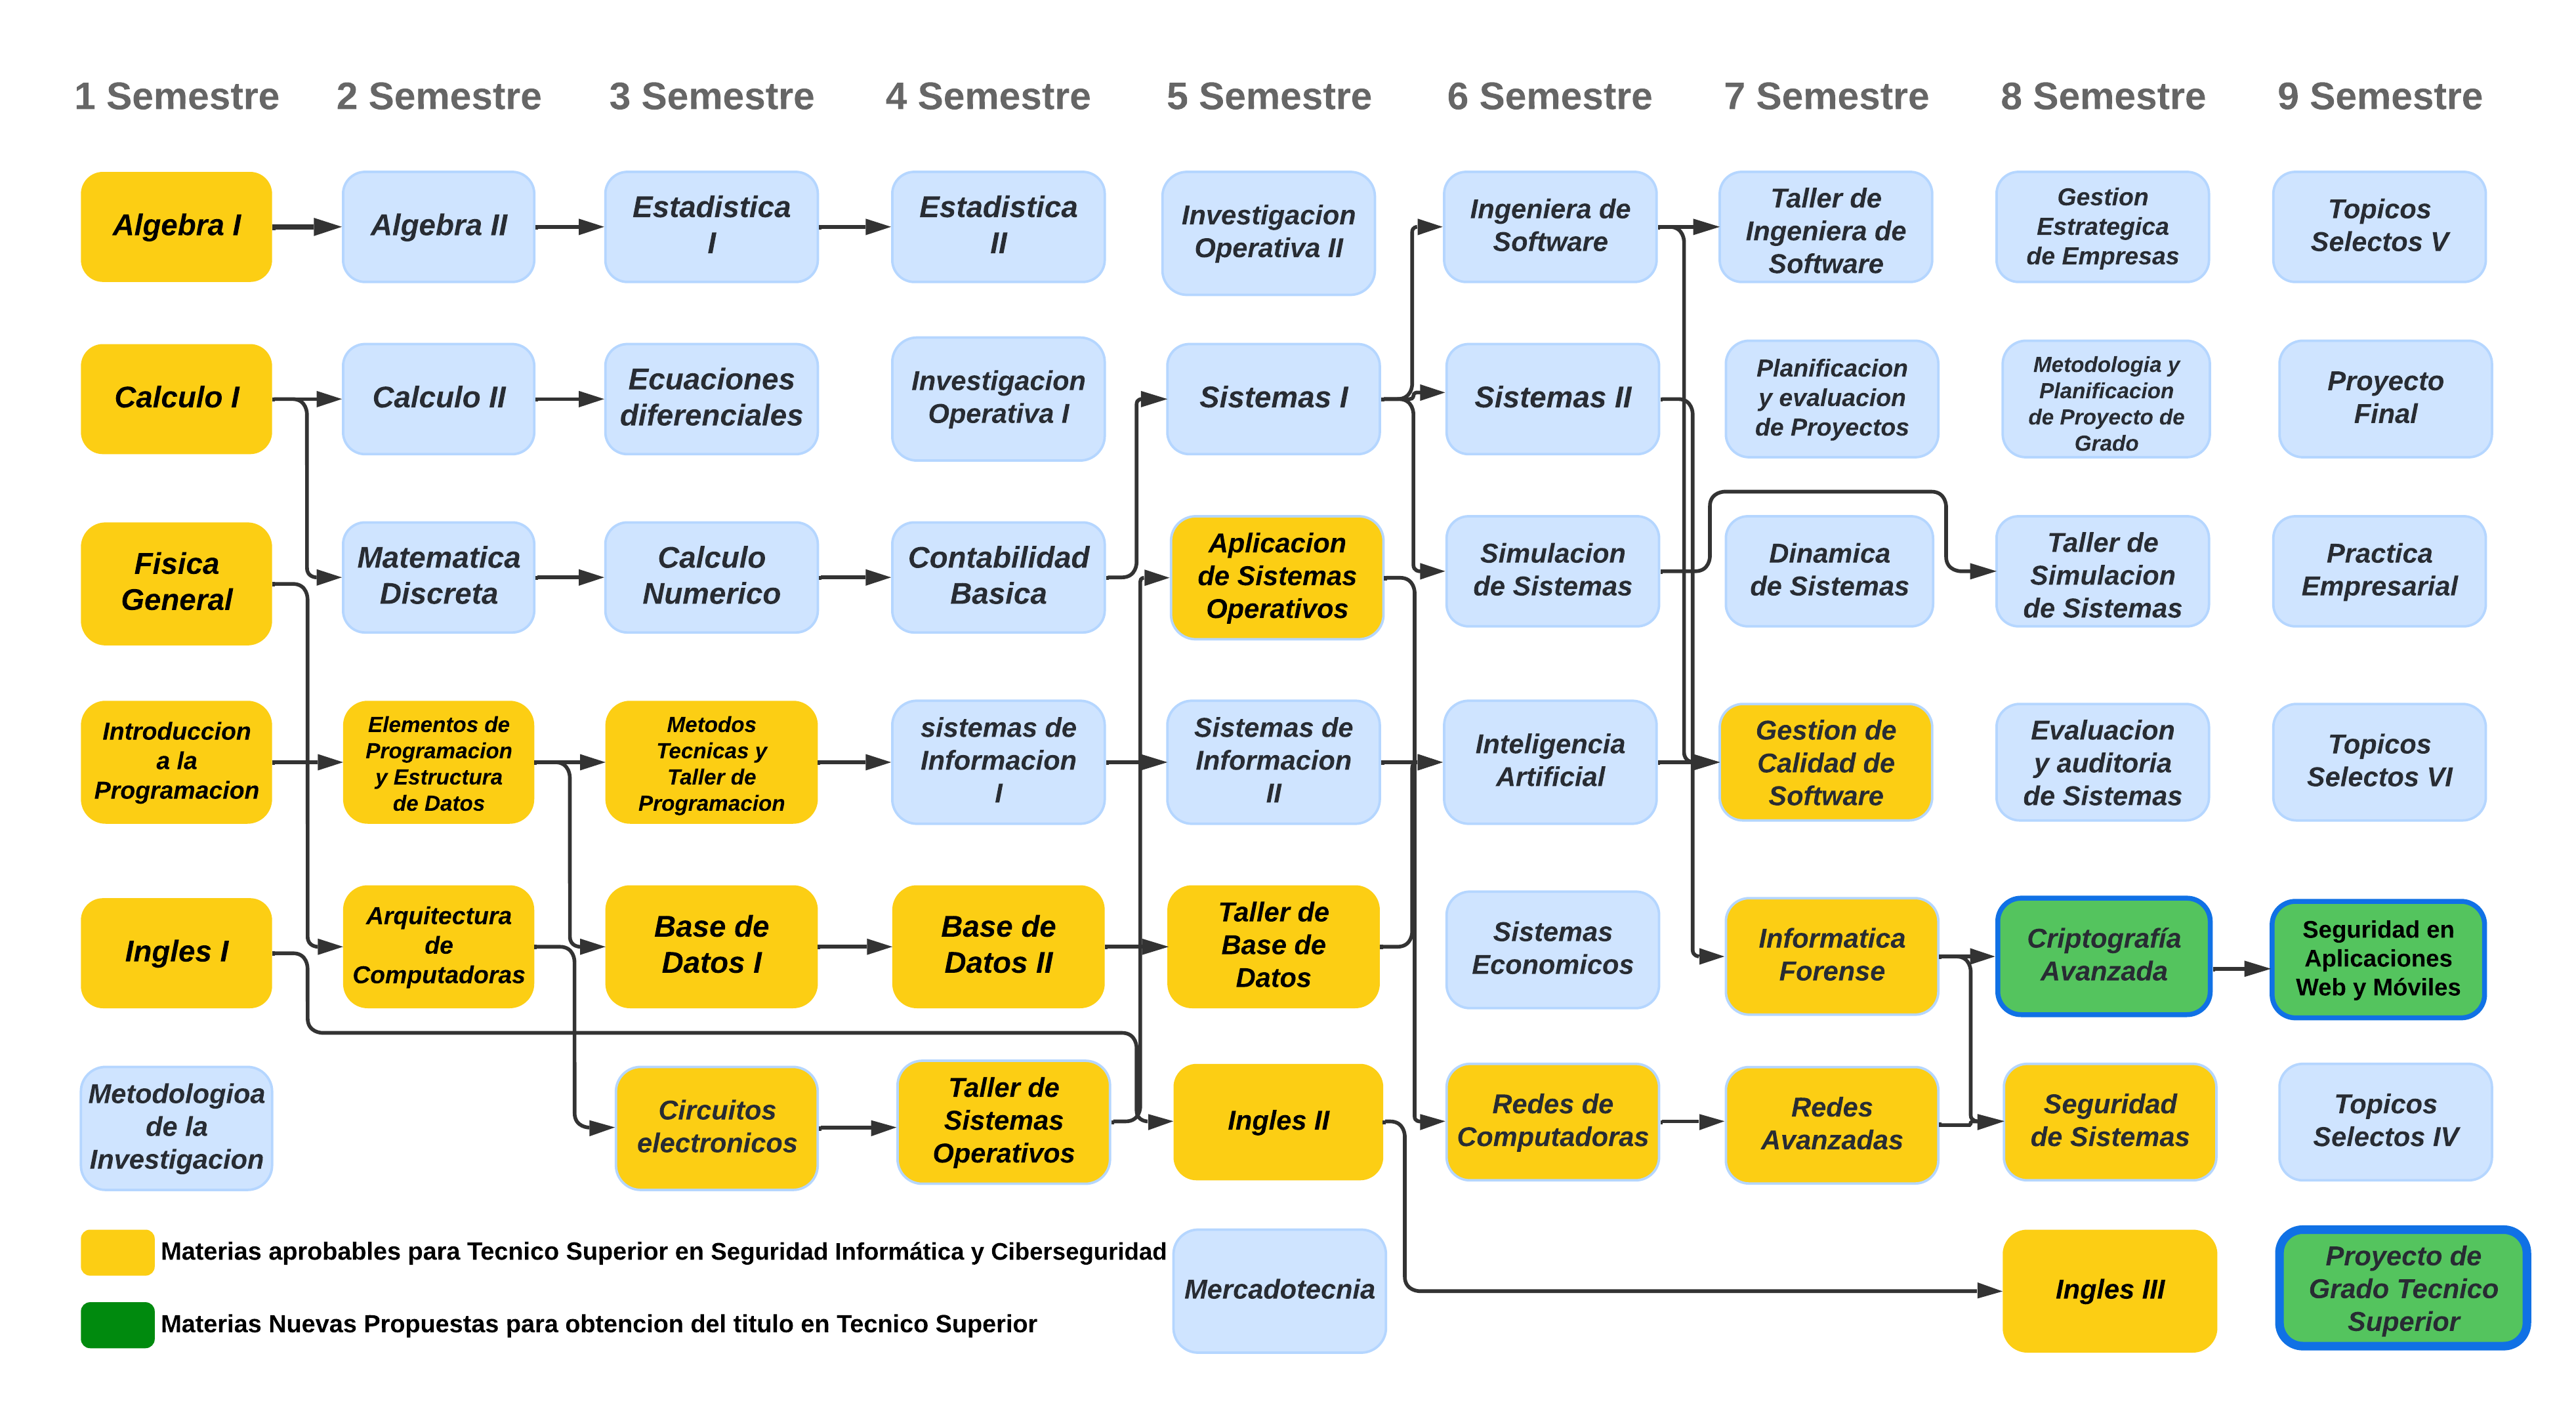 1 Semestre
2 Semestre
3 Semestre
4 Semestre
5 Semestre
6 Semestre
7 Semestre
8 Semestre
9 Semestre
Algebra I
Algebra II
Estadistica
I
Estadistica
II
Investigacion
Operativa II
Ingeniera de
Software
Taller de
Ingeniera de
Software
Gestion
Estrategica
de Empresas
Topicos
Selectos V
Calculo I
Calculo II
Ecuaciones
diferenciales
Investigacion
Operativa I
Sistemas I
Sistemas II
Planificacion
y evaluacion
de Proyectos
Metodologia y
Planificacion
de Proyecto de
Grado
Proyecto
Final
Fisica
General
Matematica
Discreta
Calculo
Numerico
Contabilidad
Basica
Aplicacion
de Sistemas
Operativos
Simulacion
de Sistemas
Dinamica
de Sistemas
Taller de
Simulacion
de Sistemas
Practica
Empresarial
Introduccion
a la
Programacion
Elementos de
Programacion
y Estructura
de Datos
Metodos
Tecnicas y
Taller de
Programacion
sistemas de
Informacion
I
Sistemas de
Informacion
II
Inteligencia
Artificial
Gestion de
Calidad de
Software
Evaluacion
y auditoria
de Sistemas
Topicos
Selectos VI
Ingles I
Arquitectura
de
Computadoras
Base de
Datos I
Base de
Datos II
Taller de
Base de
Datos
Sistemas
Economicos
Informatica
Forense
Criptografía
Avanzada
Seguridad en
Aplicaciones
Web y Móviles
Metodologioa
de la
Investigacion
Circuitos
electronicos
Taller de
Sistemas
Operativos
Ingles II
Redes de
Computadoras
Redes
Avanzadas
Seguridad
de Sistemas
Topicos
Selectos IV
Materias aprobables para Tecnico Superior en Seguridad Informática y Ciberseguridad
Materias Nuevas Propuestas para obtencion del titulo en Tecnico Superior
Mercadotecnia
Ingles III
Proyecto de
Grado Tecnico
Superior